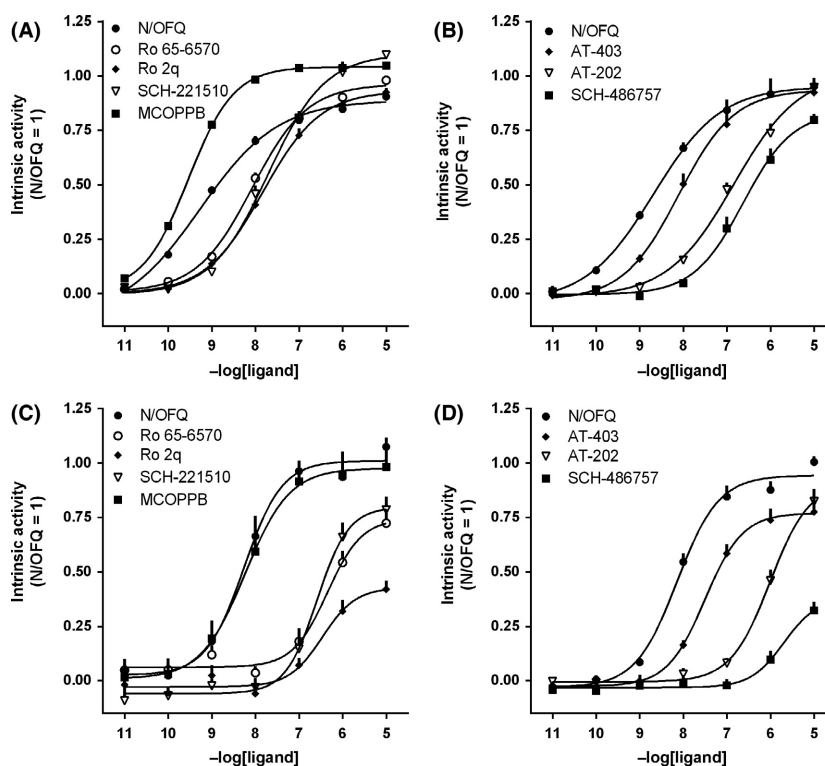 (A)
N/OFQ
Ro 65-6570
Ro 2q
SCH-221510
MCOPPB
Intrinsic activity
(N/OFQ = 1)
1.25
1.00
0.75
0.50
0.25
0.00
11 10 9 8 7 6 5
–log[ligand]
(B)
N/OFQ
AT-403
AT-202
SCH-486757
Intrinsic activity
(N/OFQ = 1)
1.25
1.00
0.75
0.50
0.25
0.00
11 10 9 8 7 6 5
–log[ligand]
(C)
N/OFQ
Ro 65-6570
Ro 2q
SCH-221510
MCOPPB
Intrinsic activity
(N/OFQ = 1)
1.25
1.00
0.75
0.50
0.25
0.00
11 10 9 8 7 6 5
–log[ligand]
(D)
N/OFQ
AT-403
AT-202
SCH-486757
Intrinsic activity
(N/OFQ = 1)
1.25
1.00
0.75
0.50
0.25
0.00
11 10 9 8 7 6 5
–log[ligand]